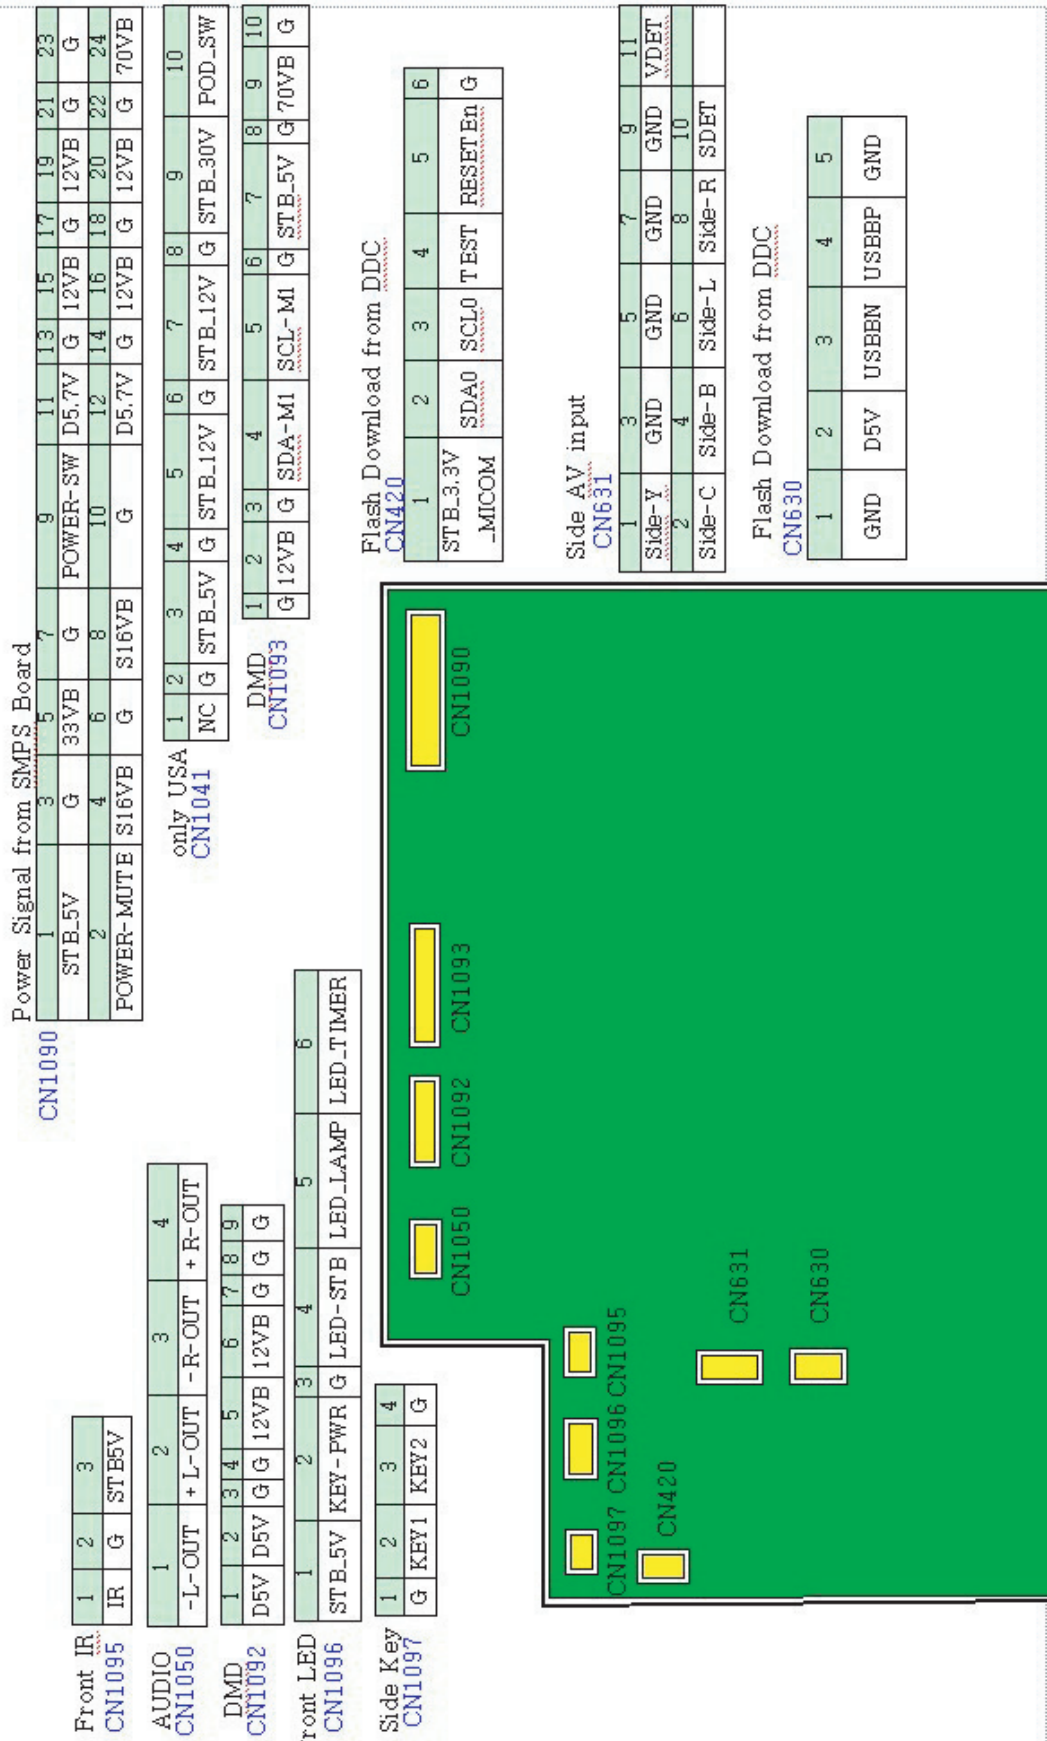 Power Signal from SMPS Board
CN1090
1 3 5 7 9 11 13 15 17 19 21 23
STB_5V G 33VB G POWER-SW D5.7V G 12VB G 12VB G G
2 4 6 8 10 12 14 16 18 20 22 24
POWER-MUTE S16VB G S16VB G D5.7V G 12VB G 12VB G 70VB
only USA
CN1041
1 2 3 4 5 6 7 8 9 10
NC G STB_5V G STB_12V G STB_12V G STB_30V POD_SW
DMD
CN1093
1 2 3 4 5 6 7 8 9 10
G 12VB G SDA-M1 SCL-M1 G STB_5V G 70VB G
Front IR
CN1095
1 2 3
IR G STB5V
AUDIO
CN1050
1 2 3 4
-L-OUT +L-OUT -R-OUT +R-OUT
DMD
CN1092
1 2 3 4 5 6 7 8 9
D5V D5V G G 12VB 12VB G G G
ront LED
CN1096
1 2 3 4 5 6
STB_5V KEY-PWR G LED-STB LED_LAMP LED_TIMER
Side Key
CN1097
1 2 3 4
G KEY1 KEY2 G
Flash Download from DDC
CN420
1 2 3 4 5 6
STB_3.3V
_MICOM SDA0 SCL0 TEST RESETEn G
Side AV input
CN631
1 3 5 7 9 11
Side-Y GND GND GND GND VDET
2 4 6 8 10
Side-C Side-B Side-L Side-R SDET
Flash Download from DDC
CN630
1 2 3 4 5
GND D5V USBBN USBBP GND
CN1050
CN1092
CN1093
CN1090
CN1097
CN1096
CN1095
CN420
CN631
CN630